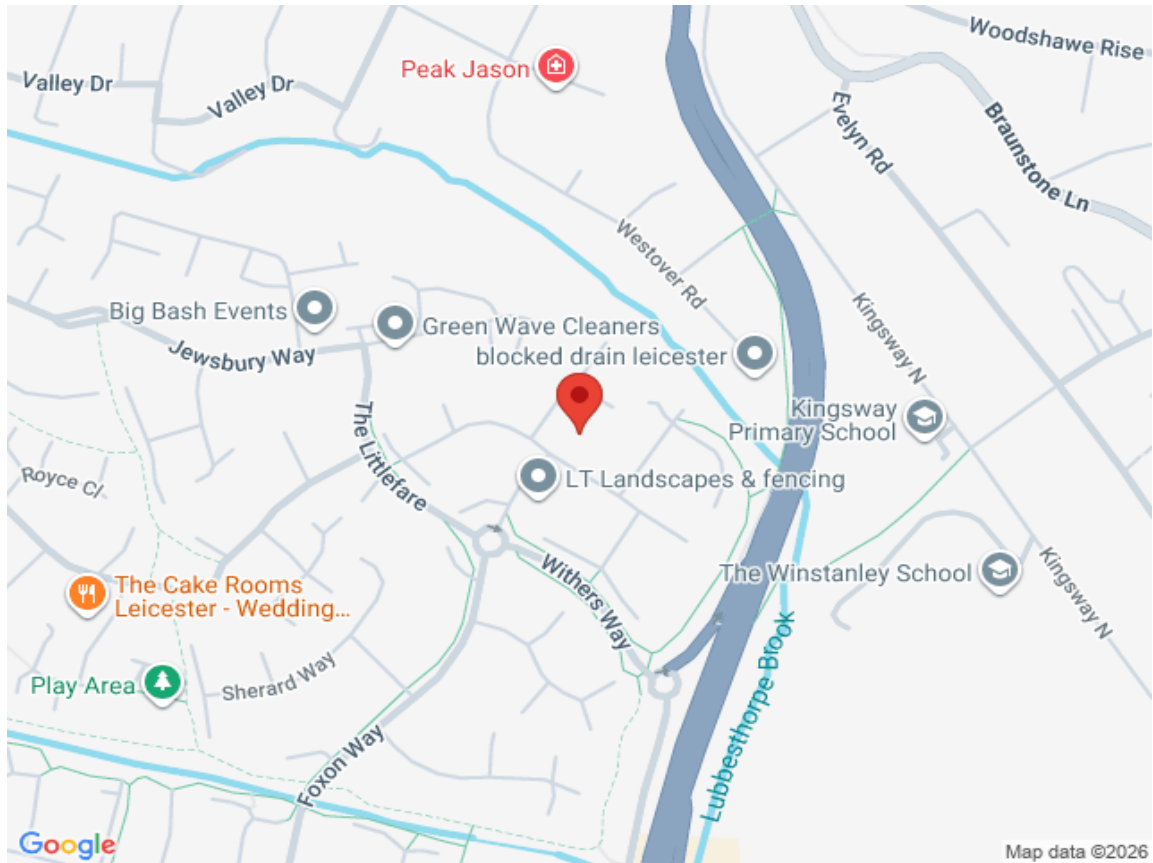 Woodshawe Rise
Peak Jason
Valley Dr
Valley Dr
Evelyn Rd
Braunstone Ln
Westover Rd
Big Bash Events
Green Wave Cleaners
Jewsbury Way
blocked drain leicester
Kingsway N
Kingsway
Primary School
The Littlefare
Royce Cl
LT Landscapes & fencing
The Cake Rooms
Leicester - Wedding...
Withers Way
The Winstanley School
Kingsway N
Play Area
Sherard Way
Lubbesthorpe Brook
Foxon Way
Google
Map data ©2026